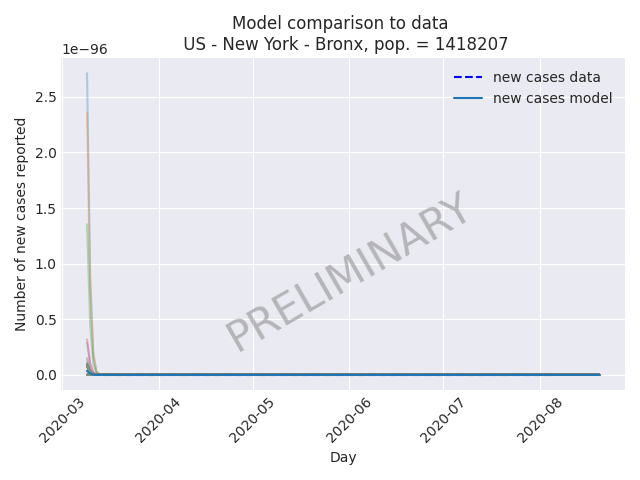 Model comparison to data
US - New York - Bronx, pop. = 1418207
1e−96
new cases data
new cases model
2.5
2.0
1.5
1.0
0.5
0.0
Number of new cases reported
PRELIMINARY
2020-03
2020-04
2020-05
2020-06
2020-07
2020-08
Day